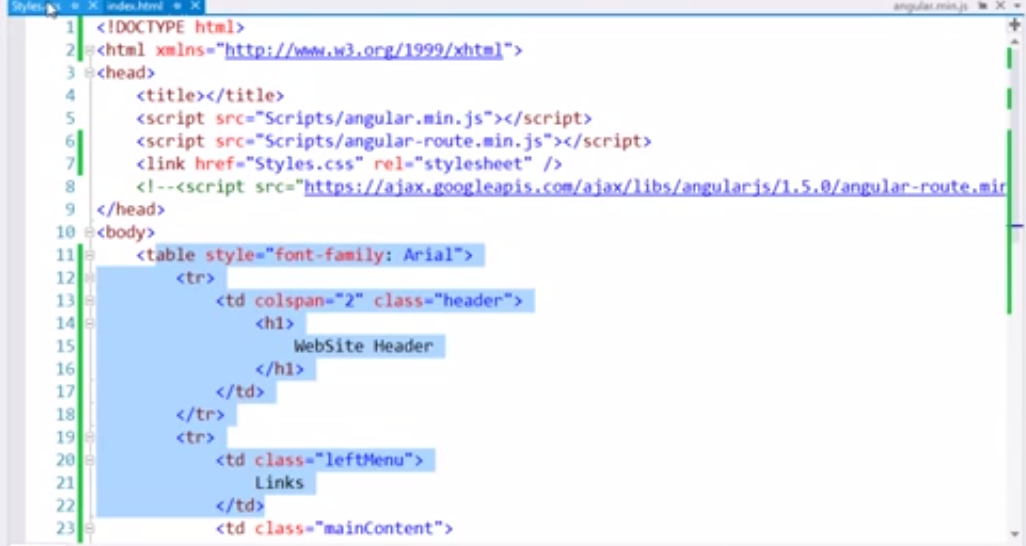 index.html
angular.min.js
1 <!DOCTYPE html>
2 <html xmlns="http://www.w3.org/1999/xhtml">
3 <head>
4 <title></title>
5 <script src="Scripts/angular.min.js"></script>
6 <script src="Scripts/angular-route.min.js"></script>
7 <link href="Styles.css" rel="stylesheet" />
8 <!--<script src="https://ajax.googleapis.com/ajax/libs/angularjs/1.5.0/angular-route.min
9 </head>
10 <body>
11 <table style="font-family: Arial">
12 <tr>
13 <td colspan="2" class="header">
14 <h1>
15 WebSite Header
16 </h1>
17 </td>
18 </tr>
19 <tr>
20 <td class="leftMenu">
21 Links
22 </td>
23 <td class="mainContent">